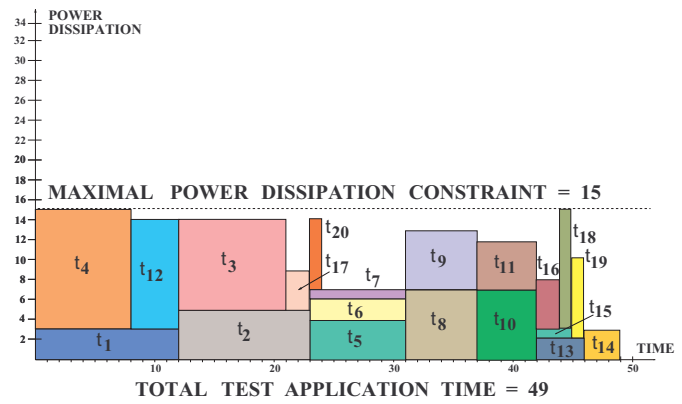 POWER
DISSIPATION
34
32
30
28
26
24
22
20
18
16
14
12
10
8
6
4
2
MAXIMAL POWER DISSIPATION CONSTRAINT = 15
t4
t12
t3
t17
t20
t7
t9
t11
t16
t18
t19
t15
t1
t2
t6
t5
t8
t10
t13
t14
TIME
10
20
30
40
50
TOTAL TEST APPLICATION TIME = 49